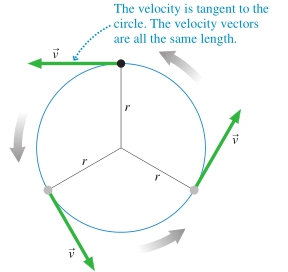 The velocity is tangent to the
circle. The velocity vectors
are all the same length.
v⃗
r
v⃗
r
r
v⃗